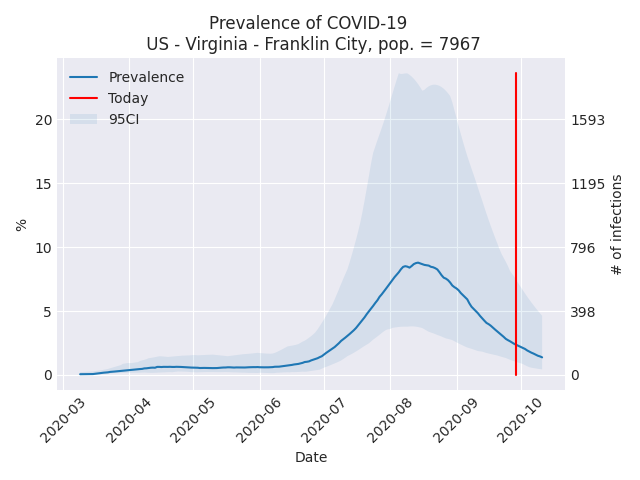 Prevalence of COVID-19
US - Virginia - Franklin City, pop. = 7967
Prevalence
Today
95CI
20
15
10
5
0
%
1593
1195
796
398
0
# of infections
2020-03
2020-04
2020-05
2020-06
2020-07
2020-08
2020-09
2020-10
Date